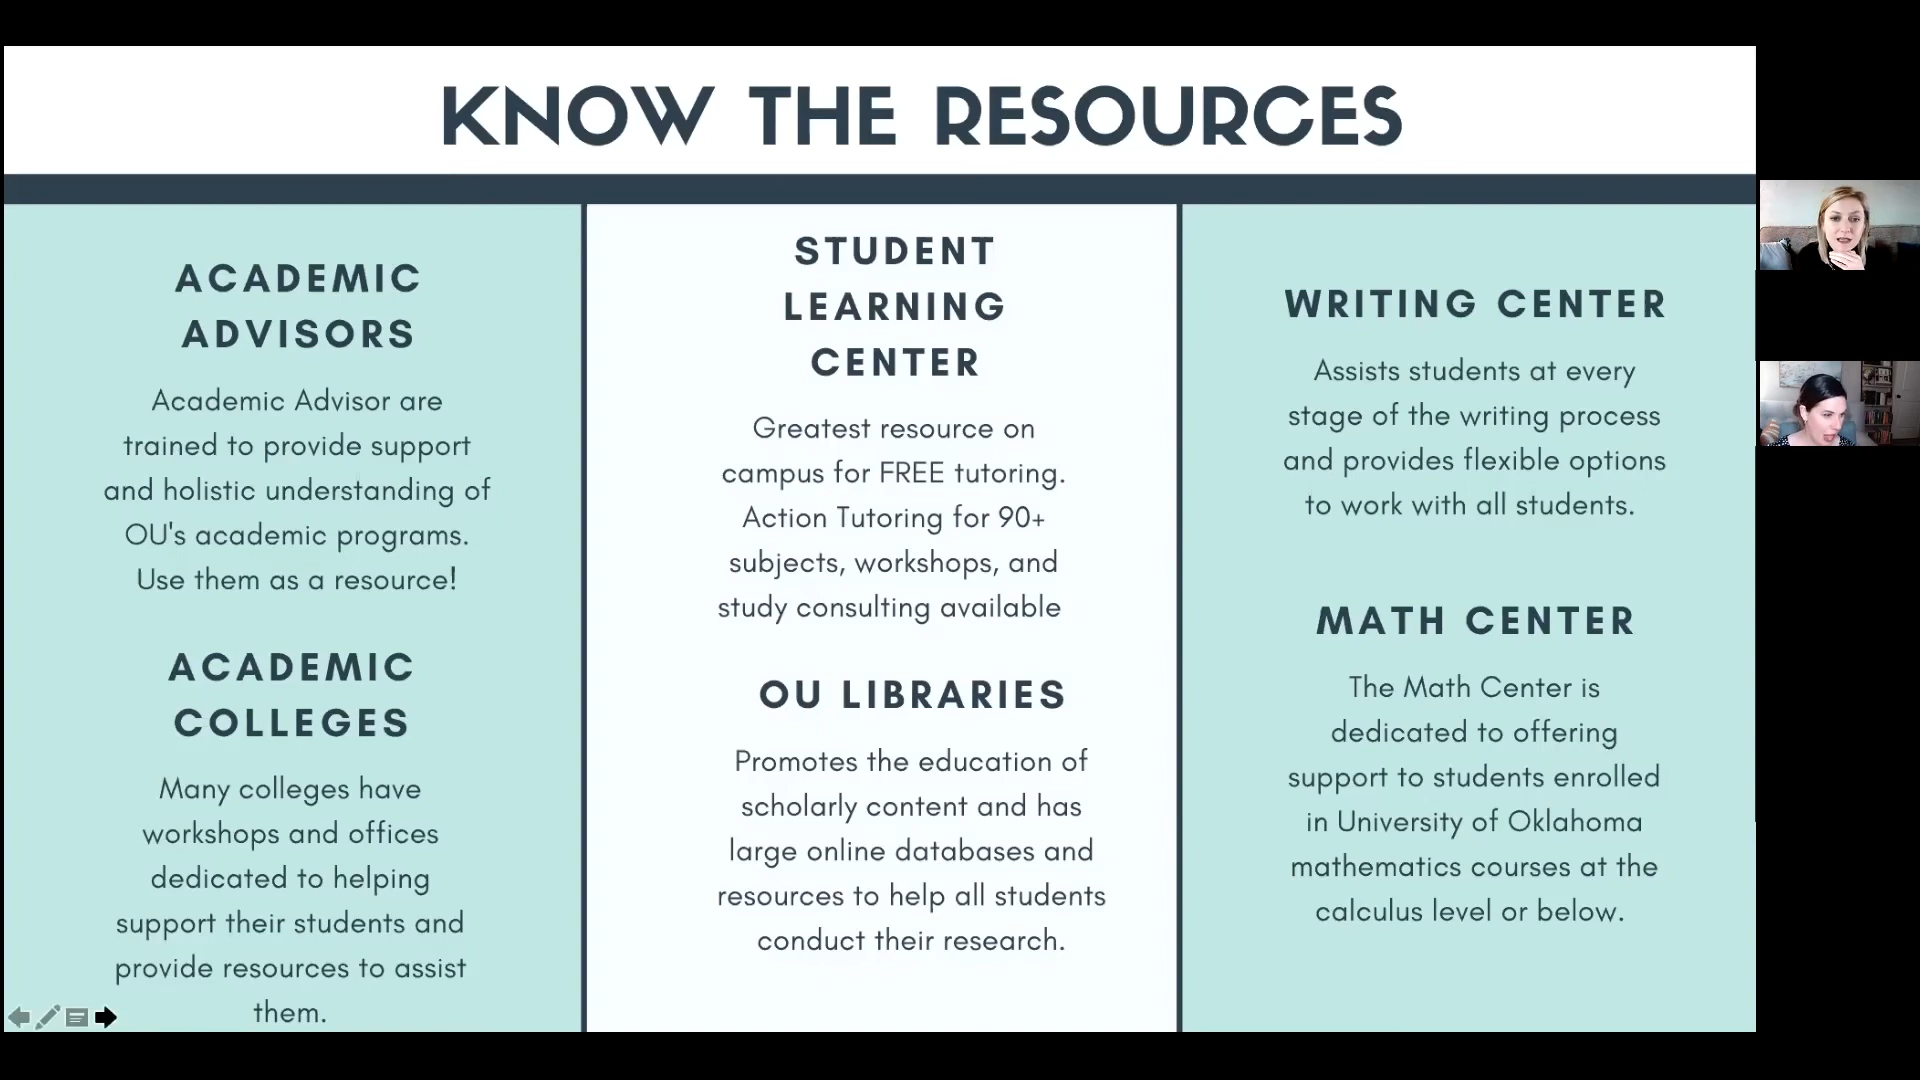 KNOW THE RESOURCES
ACADEMIC
ADVISORS
Academic Advisor are
trained to provide support
and holistic understanding of
OU's academic programs.
Use them as a resource!
ACADEMIC
COLLEGES
Many colleges have
workshops and offices
dedicated to helping
support their students and
provide resources to assist
them.
STUDENT
LEARNING
CENTER
Greatest resource on
campus for FREE tutoring.
Action Tutoring for 90+
subjects, workshops, and
study consulting available
OU LIBRARIES
Promotes the education of
scholarly content and has
large online databases and
resources to help all students
conduct their research.
WRITING CENTER
Assists students at every
stage of the writing process
and provides flexible options
to work with all students.
MATH CENTER
The Math Center is
dedicated to offering
support to students enrolled
in University of Oklahoma
mathematics courses at the
calculus level or below.